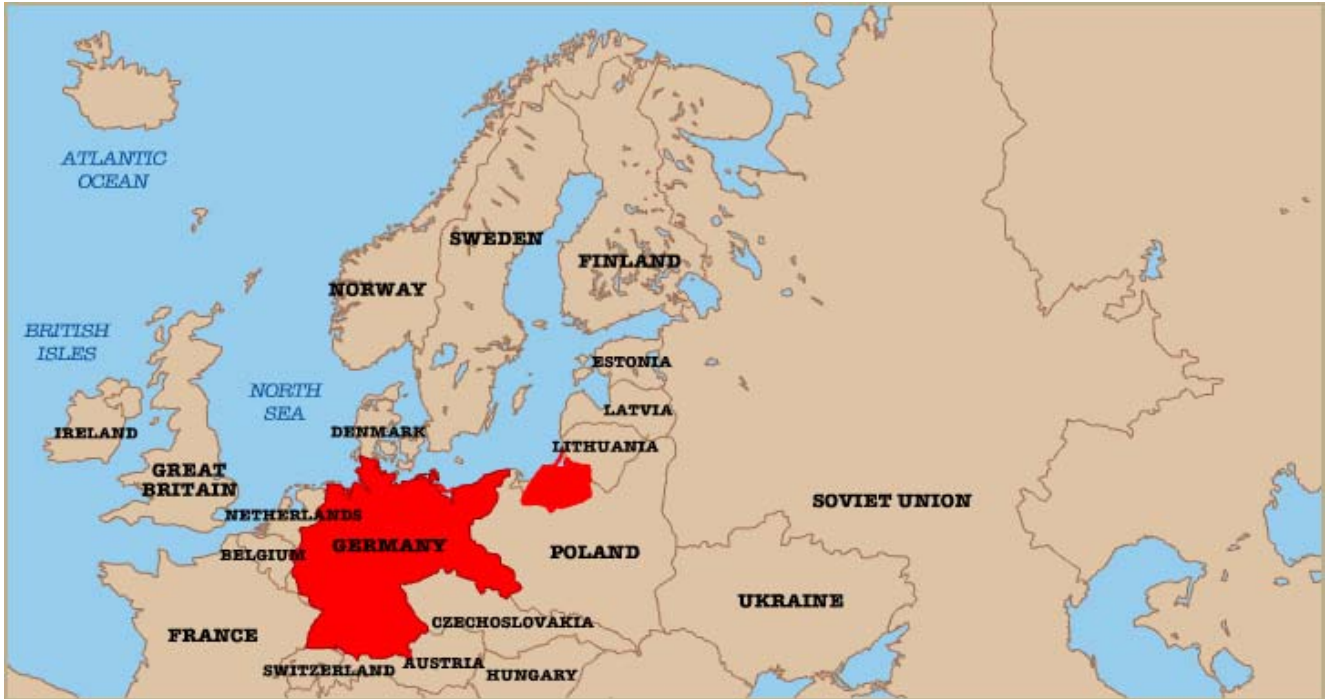 ATLANTIC
OCEAN
SWEDEN
FINLAND
NORWAY
BRITISH
ISLES
ESTONIA
NORTH
SEA
LATVIA
IRELAND
DENMARK
LITHUANIA
GREAT
BRITAIN
SOVIET UNION
NETHERLANDS
GERMANY
POLAND
BELGIUM
UKRAINE
CZECHOSLOVAKIA
FRANCE
SWITZERLAND
AUSTRIA
HUNGARY